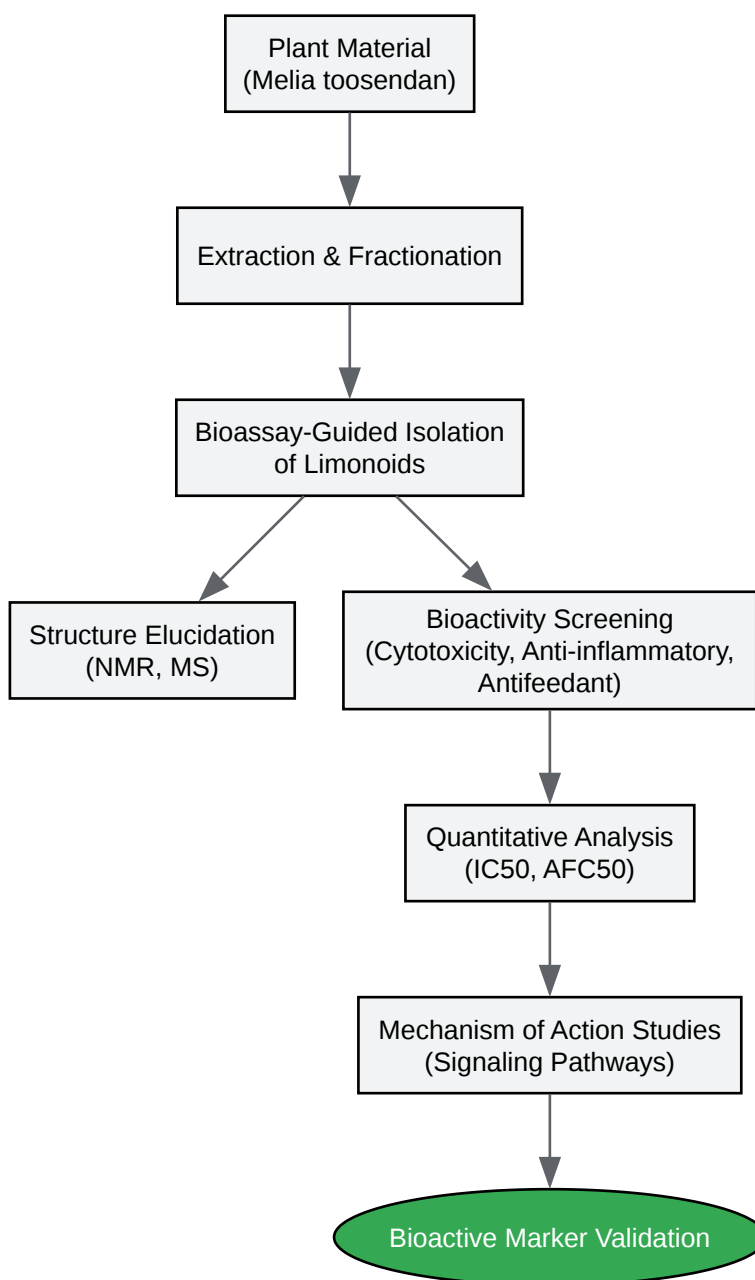 Plant Material
(Melia toosendan)
Extraction & Fractionation
Bioassay-Guided Isolation
of Limonoids
Structure Elucidation
(NMR, MS)
Bioactivity Screening
(Cytotoxicity, Anti-inflammatory,
Antifeedant)
Quantitative Analysis
(IC50, AFC50)
Mechanism of Action Studies
(Signaling Pathways)
Bioactive Marker Validation